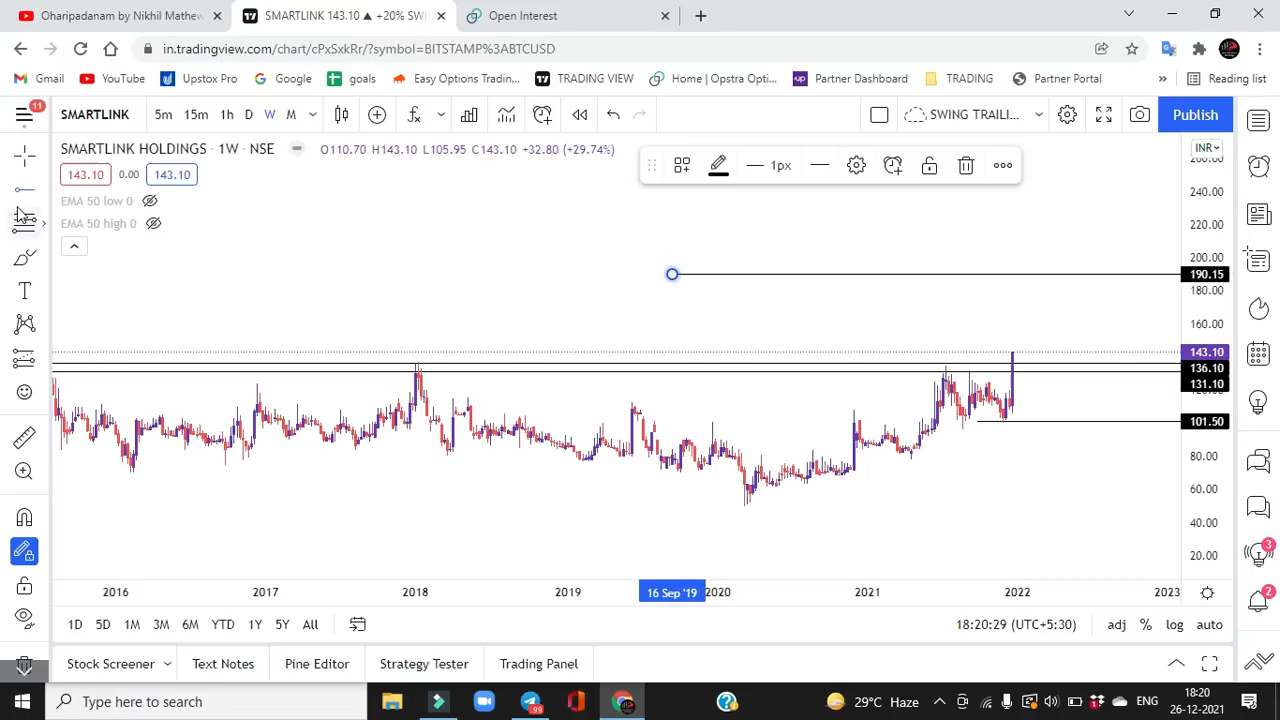 Oharipadanam by Nikhil Mathew
SMARTLINK 143.10 ▲ +20% SWI
Open Interest
in.tradingview.com/chart/cPxSxkRr/?symbol=BITSTAMP%3ABTCUSD
Gmail YouTube Upstox Pro Google goals Easy Options Tradin... TRADING VIEW Home | Opstra Opti... Partner Dashboard TRADING Partner Portal » Reading list
11
SMARTLINK 5m 15m 1h D W M SWING TRAILI... Publish
SMARTLINK HOLDINGS · 1W · NSE O110.70 H143.10 L105.95 C143.10 +32.80 (+29.74%)
1px
INR
143.10 0.00 143.10
EMA 50 low 0
EMA 50 high 0
260.00
240.00
220.00
200.00
190.15
180.00
160.00
143.10
136.10
131.10
101.50
80.00
60.00
40.00
20.00
2016 2017 2018 2019 16 Sep '19 2020 2021 2022 2023
1D 5D 1M 3M 6M YTD 1Y 5Y All 18:20:29 (UTC+5:30) adj % log auto
3
2
Stock Screener Text Notes Pine Editor Strategy Tester Trading Panel
Type here to search 99 29°C Haze ENG 18:20
26-12-2021